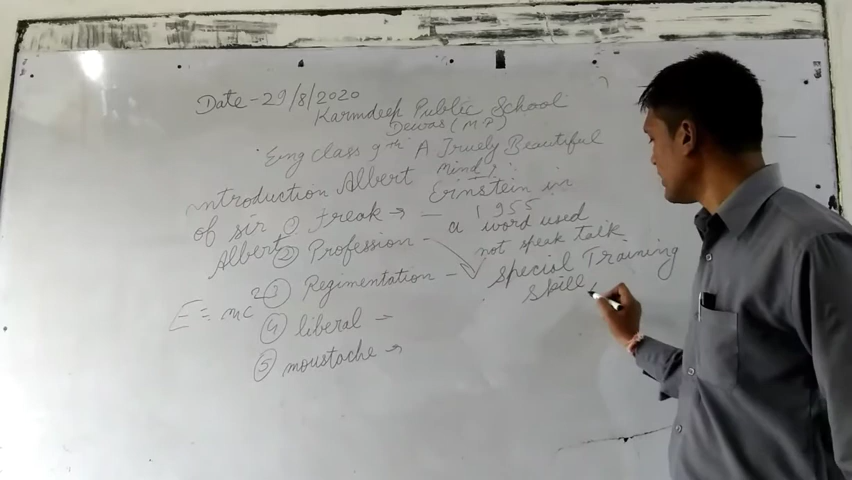 Date - 29/8/2020
Karmdeep Public School
Dewas (M.P)
Eng Class 9th A Truely Beautiful
Mind
introduction Albert Ernstein in
of sir 1955
Albert
① freak → - a word used
not speak talk
② Profession - special Training
skill
① Regimentation -
E = mc²
④ liberal -
⑤ moustache →